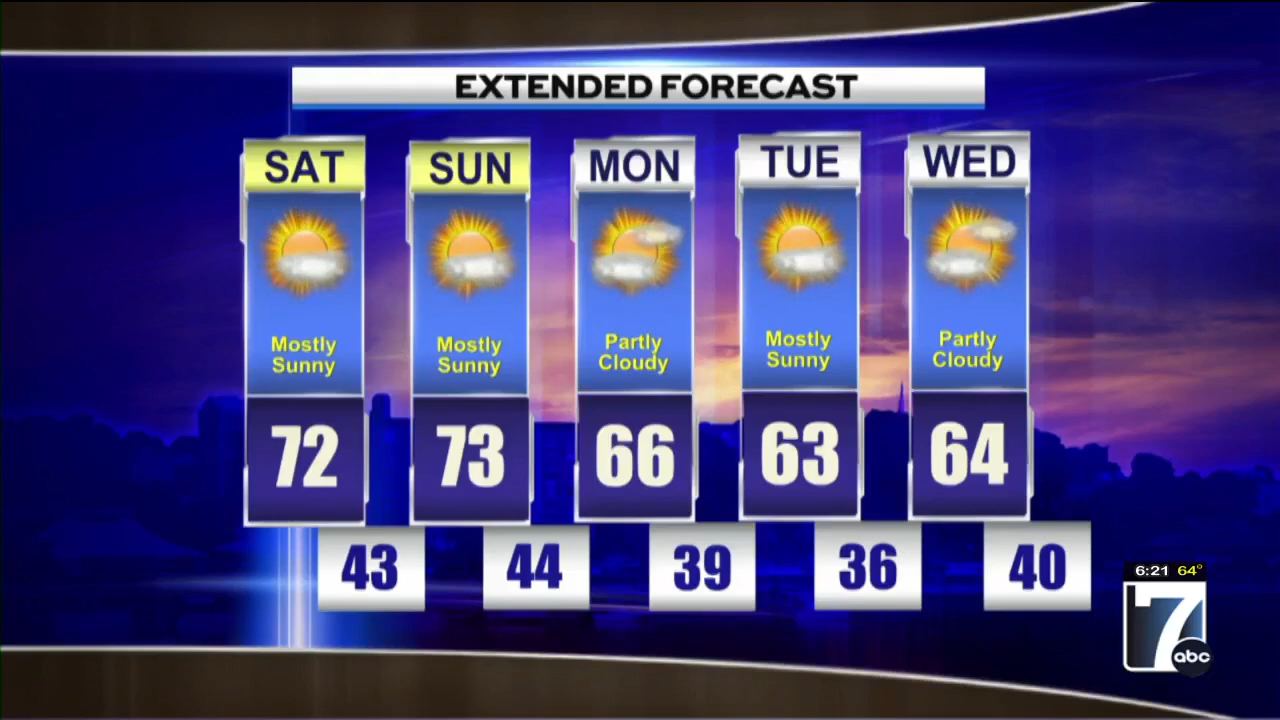 EXTENDED FORECAST
SAT SUN MON TUE WED
Mostly Sunny
Mostly Sunny
Partly Cloudy
Mostly Sunny
Partly Cloudy
72 73 66 63 64
43 44 39 36 40
6:21 64°
7
abc